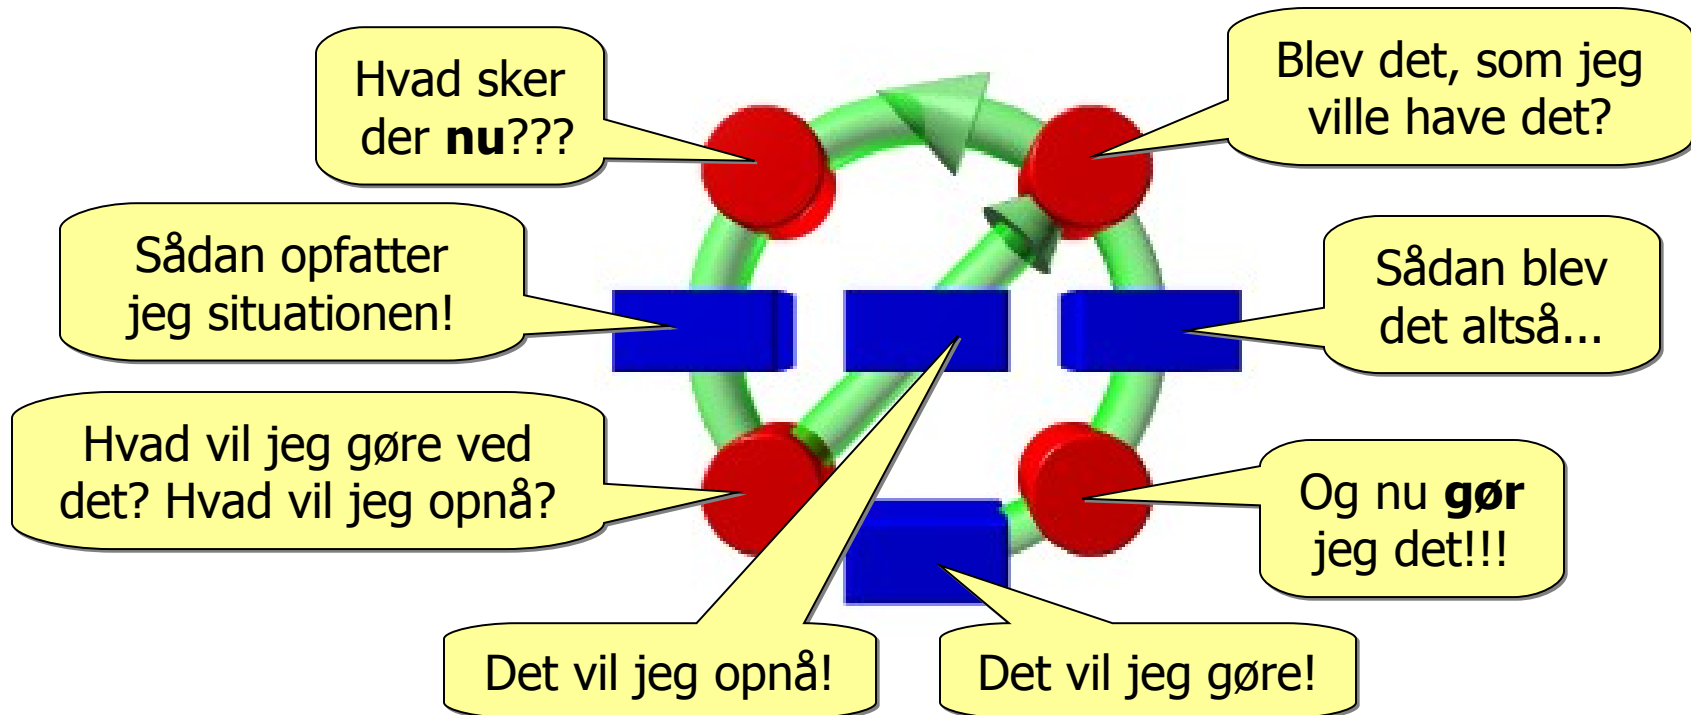 Hvad sker
der nu???
Blev det, som jeg
ville have det?
Sådan opfatter
jeg situationen!
Sådan blev
det altså...
Hvad vil jeg gøre ved
det? Hvad vil jeg opnå?
Og nu gør
jeg det!!!
Det vil jeg opnå!
Det vil jeg gøre!